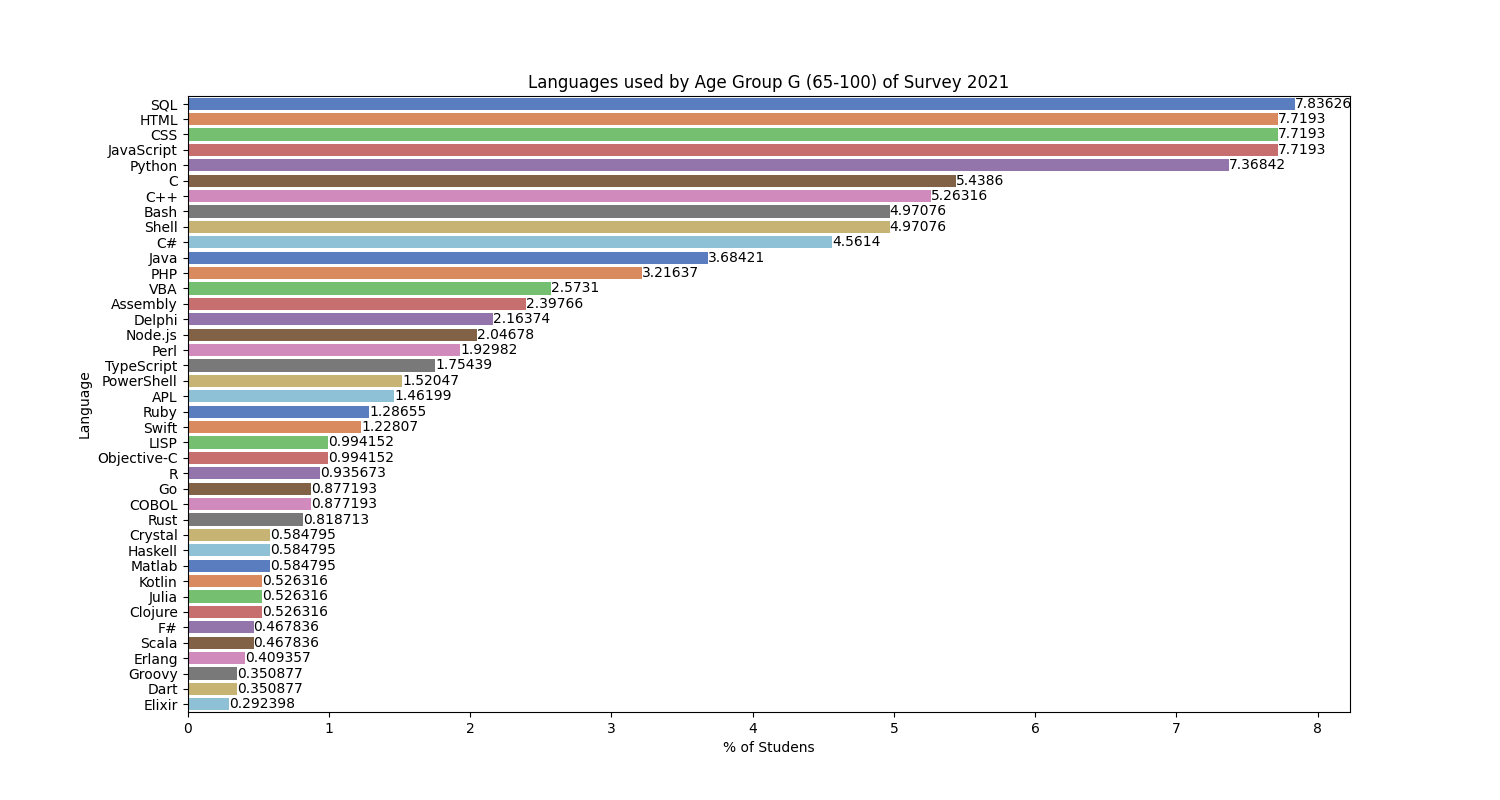 Languages used by Age Group G (65-100) of Survey 2021
SQL 7.83626
HTML 7.7193
CSS 7.7193
JavaScript 7.7193
Python 7.36842
C 5.4386
C++ 5.26316
Bash 4.97076
Shell 4.97076
C# 4.5614
Java 3.68421
PHP 3.21637
VBA 2.5731
Assembly 2.39766
Delphi 2.16374
Node.js 2.04678
Perl 1.92982
TypeScript 1.75439
PowerShell 1.52047
APL 1.46199
Ruby 1.28655
Swift 1.22807
LISP 0.994152
Objective-C 0.994152
R 0.935673
Go 0.877193
COBOL 0.877193
Rust 0.818713
Crystal 0.584795
Haskell 0.584795
Matlab 0.584795
Kotlin 0.526316
Julia 0.526316
Clojure 0.526316
F# 0.467836
Scala 0.467836
Erlang 0.409357
Groovy 0.350877
Dart 0.350877
Elixir 0.292398
Language
0 1 2 3 4 5 6 7 8
% of Studens